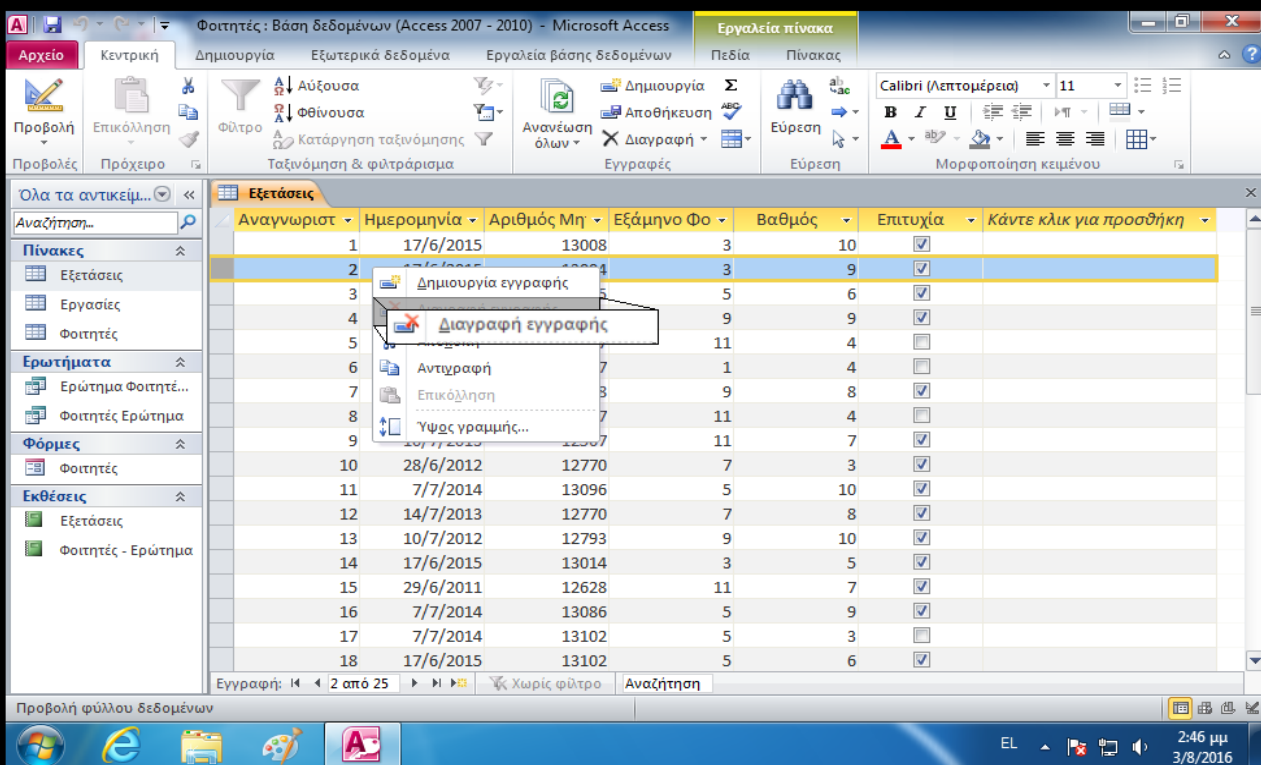 Φοιτητές : Βάση δεδομένων (Access 2007 - 2010) - Microsoft Access
Εργαλεία πίνακα
Αρχείο Κεντρική Δημιουργία Εξωτερικά δεδομένα Εργαλεία βάσης δεδομένων Πεδία Πίνακας
Προβολή
Προβολές
Επικόλληση
Πρόχειρο
Φίλτρο
Αύξουσα
Φθίνουσα
Κατάργηση ταξινόμησης
Ταξινόμηση & φιλτράρισμα
Ανανέωση όλων
Δημιουργία Σ
Αποθήκευση
Διαγραφή
Εγγραφές
Εύρεση
Εύρεση
Calibri (Λεπτομέρεια) 11
B I U
Μορφοποίηση κειμένου
Όλα τα αντικείμ...
Αναζήτηση...
Πίνακες
Εξετάσεις
Εργασίες
Φοιτητές
Ερωτήματα
Ερώτημα Φοιτητέ...
Φοιτητές Ερώτημα
Φόρμες
Φοιτητές
Εκθέσεις
Εξετάσεις
Φοιτητές - Ερώτημα
Εξετάσεις
Αναγνωριστ Ημερομηνία Αριθμός Μη Εξάμηνο Φο Βαθμός Επιτυχία Κάντε κλικ για προσθήκη
1 17/6/2015 13008 3 10
2 3 9
3 5 6
4 9 9
5 11 4
6 1 4
7 9 8
8 11 4
9 11 7
10 28/6/2012 12770 7 3
11 7/7/2014 13096 5 10
12 14/7/2013 12770 7 8
13 10/7/2012 12793 9 10
14 17/6/2015 13014 3 5
15 29/6/2011 12628 11 7
16 7/7/2014 13086 5 9
17 7/7/2014 13102 5 3
18 17/6/2015 13102 5 6
Δημιουργία εγγραφής
Διαγραφή εγγραφής
Αντιγραφή
Επικόλληση
Ύψος γραμμής...
Εγγραφή: 2 από 25 Χωρίς φίλτρο Αναζήτηση
Προβολή φύλλου δεδομένων
EL
2:46 μμ
3/8/2016